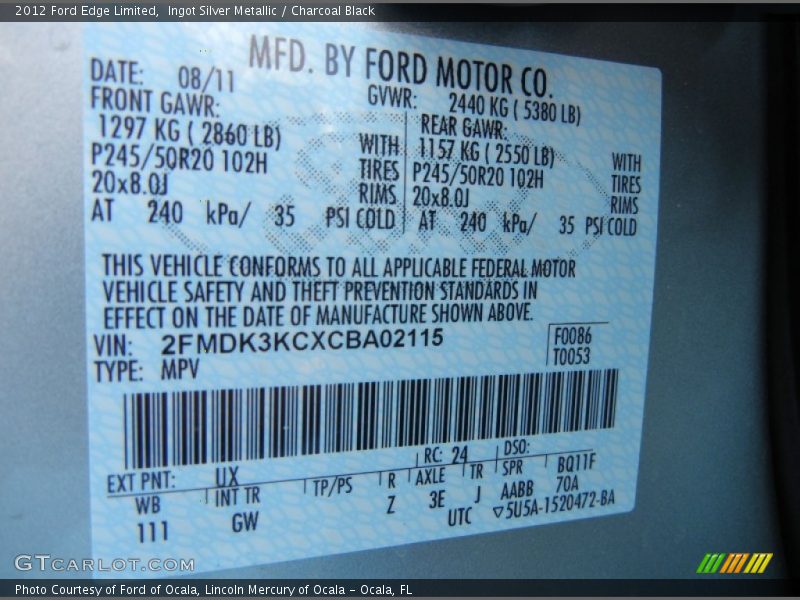 2012 Ford Edge Limited, Ingot Silver Metallic / Charcoal Black
MFD. BY FORD MOTOR CO.
DATE: 08/11 GVWR: 2440 KG ( 5380 LB)
FRONT GAWR: REAR GAWR:
1297 KG ( 2860 LB) WITH 1157 KG ( 2550 LB) WITH
P245/50R20 102H TIRES P245/50R20 102H TIRES
20x8.0J RIMS 20x8.0J RIMS
AT 240 kPa/ 35 PSI COLD AT 240 kPa/ 35 PSI COLD
THIS VEHICLE CONFORMS TO ALL APPLICABLE FEDERAL MOTOR
VEHICLE SAFETY AND THEFT PREVENTION STANDARDS IN
EFFECT ON THE DATE OF MANUFACTURE SHOWN ABOVE.
VIN: 2FMDK3KCXCBA02115 F0086
TYPE: MPV T0053
EXT PNT: UX RC: 24 DSO:
WB INT TR TP/PS R AXLE TR SPR BQ11F
111 GW Z 3E J AABB 70A
UTC ▽5U5A-1520472-BA
GTCARLOT.COM
Photo Courtesy of Ford of Ocala, Lincoln Mercury of Ocala – Ocala, FL